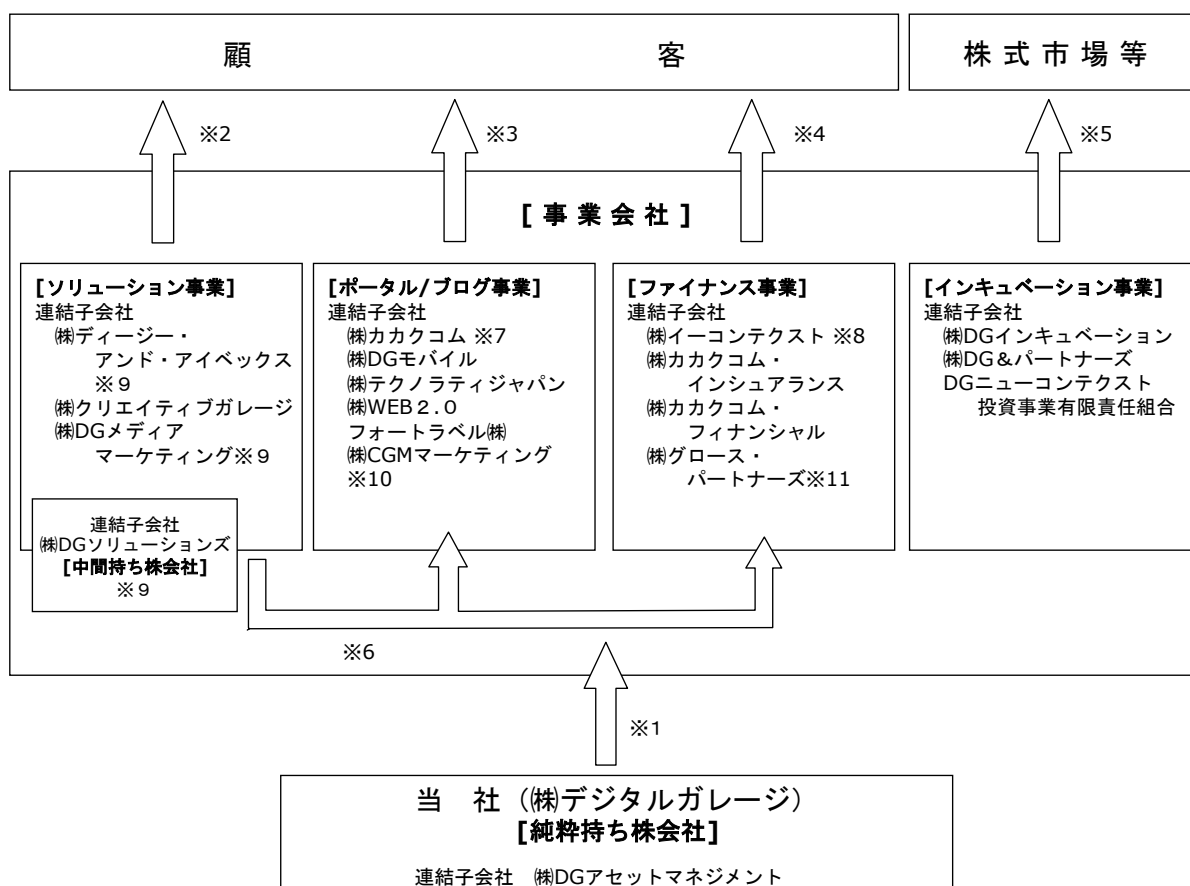 顧　客
株 式 市 場 等
※2
※3
※4
※5
[ 事 業 会 社 ]
[ソリューション事業]
連結子会社
㈱ディージー・
アンド・アイベックス
※９
㈱クリエイティブガレージ
㈱DGメディア
マーケティング※９
連結子会社
㈱DGソリューションズ
[中間持ち株会社]
※９
[ポータル/ブログ事業]
連結子会社
㈱カカクコム ※7
㈱DGモバイル
㈱テクノラティジャパン
㈱WEB２.０
フォートラベル㈱
㈱CGMマーケティング
※10
[ファイナンス事業]
連結子会社
㈱イーコンテクスト ※8
㈱カカクコム・
インシュアランス
㈱カカクコム・
フィナンシャル
㈱グロース・
パートナーズ※11
[インキュベーション事業]
連結子会社
㈱DGインキュベーション
㈱DG&パートナーズ
DGニューコンテクスト
投資事業有限責任組合
※6
※1
当　社（㈱デジタルガレージ）
[純粋持ち株会社]
連結子会社　㈱DGアセットマネジメント